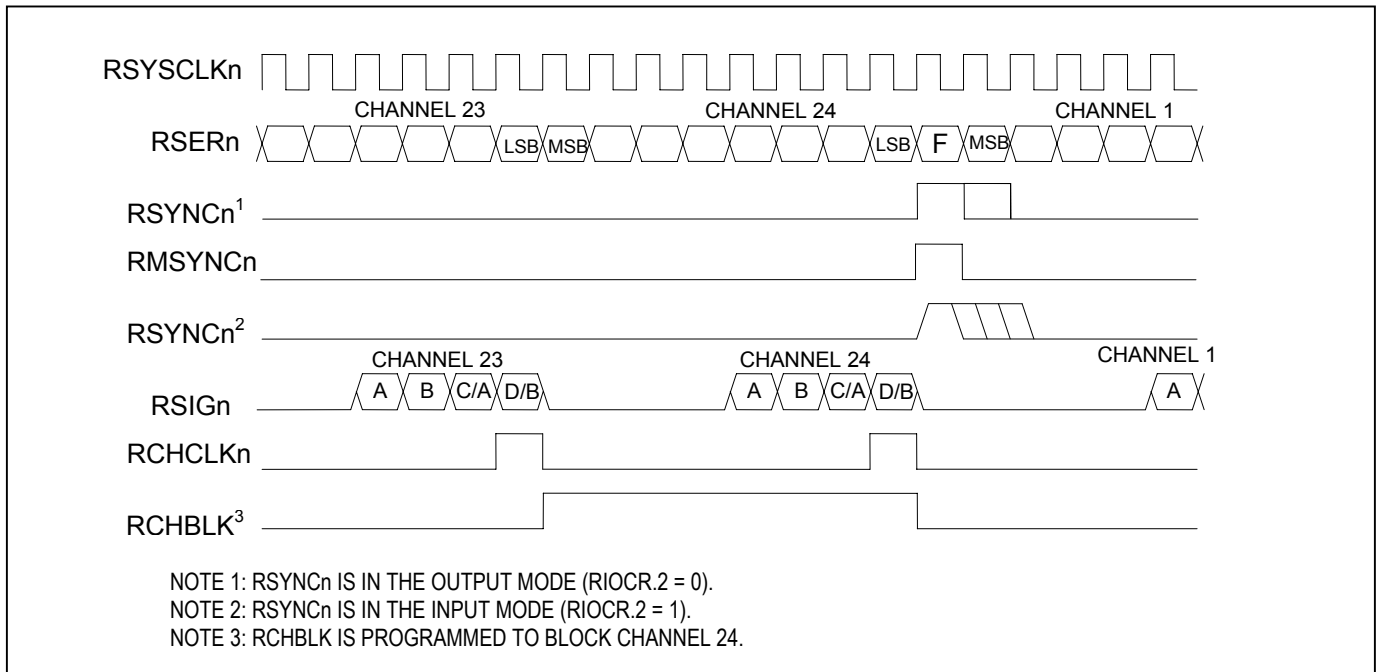 RSYSCLKn
CHANNEL 23 CHANNEL 24 CHANNEL 1
RSERn LSB MSB LSB F MSB
RSYNCn1
RMSYNCn
RSYNCn2
CHANNEL 23 CHANNEL 24 CHANNEL 1
RSIGn A B C/A D/B A B C/A D/B A
RCHCLKn
RCHBLK3
NOTE 1: RSYNCn IS IN THE OUTPUT MODE (RIOCR.2 = 0).
NOTE 2: RSYNCn IS IN THE INPUT MODE (RIOCR.2 = 1).
NOTE 3: RCHBLK IS PROGRAMMED TO BLOCK CHANNEL 24.